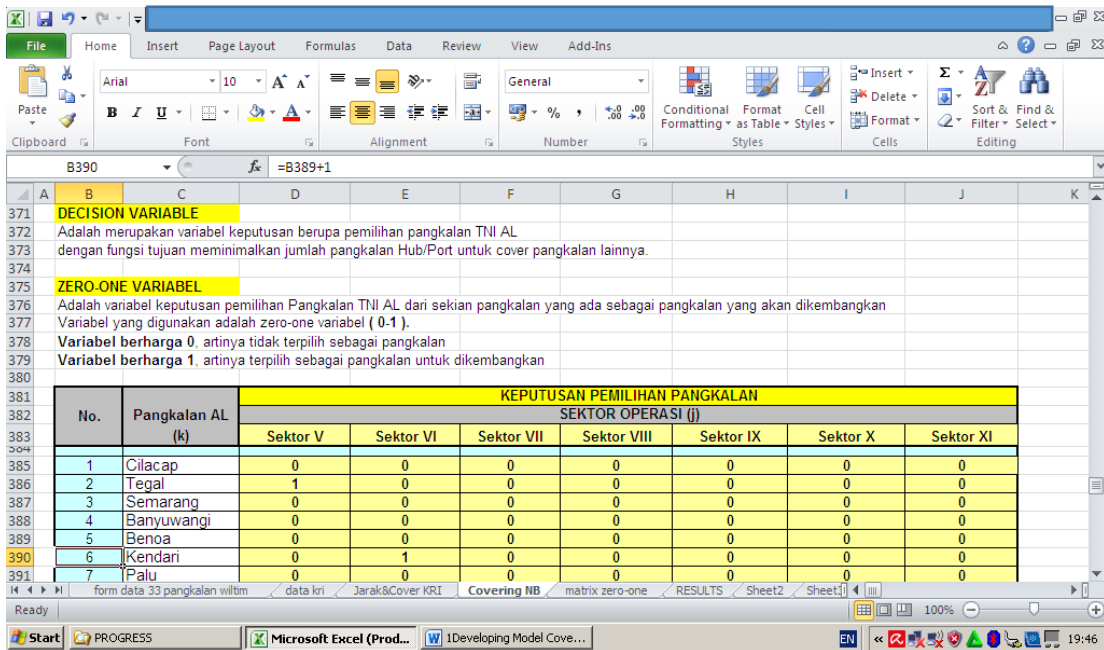 File Home Insert Page Layout Formulas Data Review View Add-Ins
Paste
Clipboard
Arial 10 A A
B I U A
Font
Alignment
General
% , .0 .00 .00 .0
Number
Conditional Formatting Format as Table Cell Styles
Styles
Insert
Delete
Format
Cells
Σ
Sort & Filter Find & Select
Editing
B390 fx =B389+1
A B C D E F G H I J K
371 DECISION VARIABLE
372 Adalah merupakan variabel keputusan berupa pemilihan pangkalan TNI AL
373 dengan fungsi tujuan meminimalkan jumlah pangkalan Hub/Port untuk cover pangkalan lainnya.
374
375 ZERO-ONE VARIABEL
376 Adalah variabel keputusan pemilihan Pangkalan TNI AL dari sekian pangkalan yang ada sebagai pangkalan yang akan dikembangkan
377 Variabel yang digunakan adalah zero-one variabel ( 0-1 ).
378 Variabel berharga 0, artinya tidak terpilih sebagai pangkalan
379 Variabel berharga 1, artinya terpilih sebagai pangkalan untuk dikembangkan
380
381 KEPUTUSAN PEMILIHAN PANGKALAN
382 No. Pangkalan AL SEKTOR OPERASI (j)
383 (k) Sektor V Sektor VI Sektor VII Sektor VIII Sektor IX Sektor X Sektor XI
384
385 1 Cilacap 0 0 0 0 0 0 0
386 2 Tegal 1 0 0 0 0 0 0
387 3 Semarang 0 0 0 0 0 0 0
388 4 Banyuwangi 0 0 0 0 0 0 0
389 5 Benoa 0 0 0 0 0 0 0
390 6 Kendari 0 1 0 0 0 0 0
391 7 Palu 0 0 0 0 0 0 0
form data 33 pangkalan wiltim data kri Jarak&Cover KRI Covering NB matrix zero-one RESULTS Sheet2
Ready 100%
Start PROGRESS Microsoft Excel (Prod... 1Developing Model Cove... EN 19:46